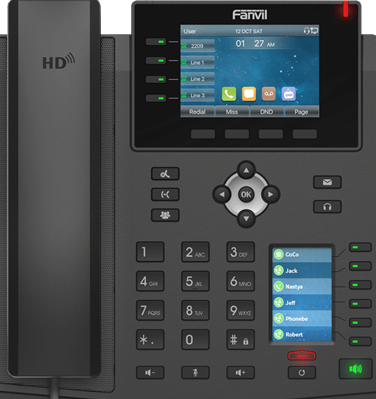 Fanvil
HD
User
12 OCT SAT
2209
01 27 AM
Line 1
Line 2
Line 3
Redial
Miss
DND
Page
OK
1
2 ABC
3 DEF
4 GHI
5 JKL
6 MNO
7 PQRS
8 TUV
9 WXYZ
*.
0
#
CoCo
Jack
Nastya
Jeff
Phonebe
Robert